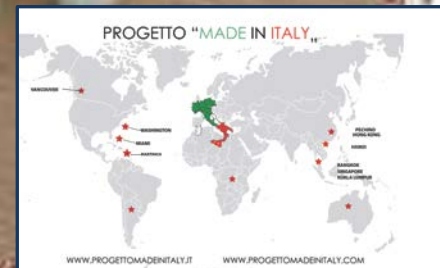 PROGETTO "MADE IN ITALY„
VANCOUVER
WASHINGTON
MIAMI
PECHINO
HONG KONG
HANOI
BANGKOK
SINGAPORE
KUALA LUMPUR
WWW.PROGETTOMADEINITALY.IT WWW.PROGETTOMADEINITALY.COM